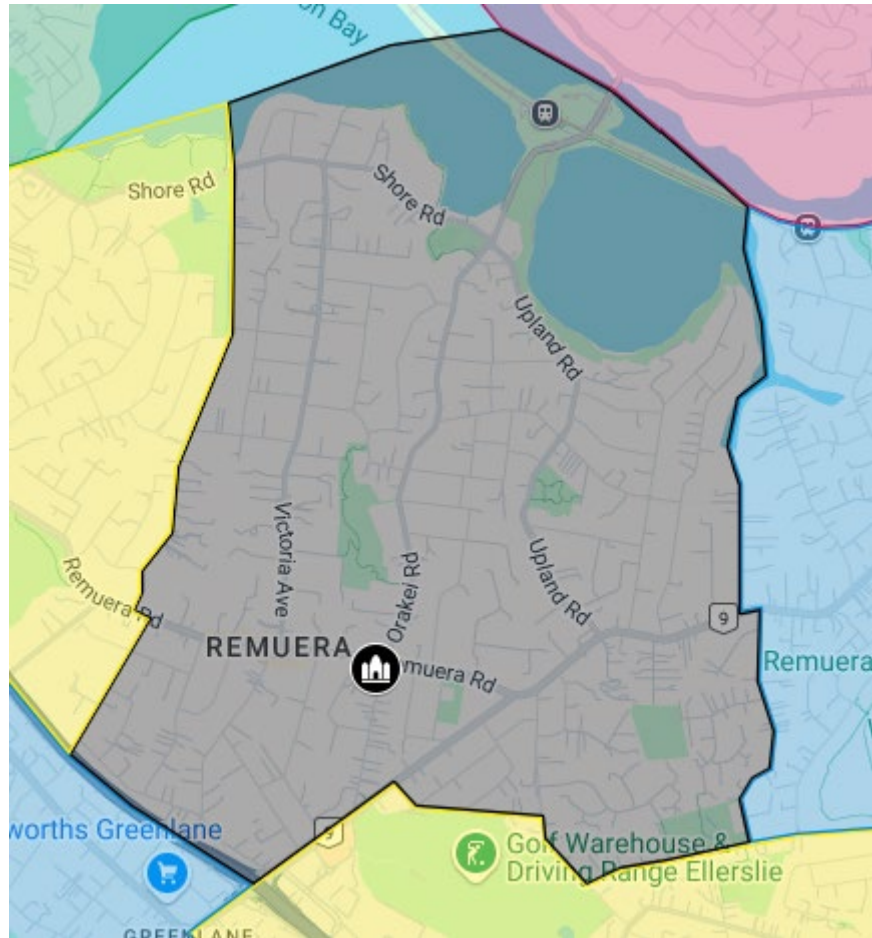 on Bay
Shore Rd
Shore Rd
Upland Rd
Victoria Ave
Orakei Rd
Upland Rd
Remuera Rd
9
REMUERA
emuera Rd
Remuera
worths Greenlane
9
Golf Warehouse &
Driving Range Ellerslie
GREENLANE